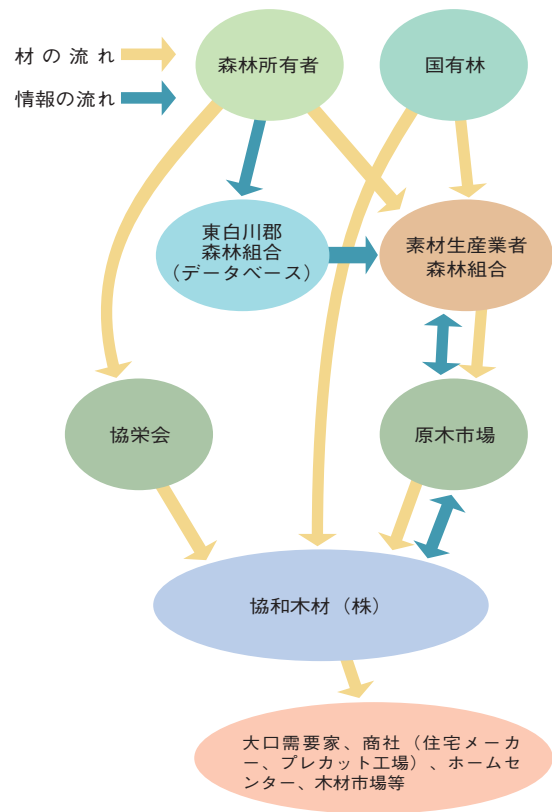 材の流れ
情報の流れ
森林所有者
国有林
東白川郡
森林組合
（データベース）
素材生産業者
森林組合
協栄会
原木市場
協和木材（株）
大口需要家、商社（住宅メーカ
ー、プレカット工場）、ホームセ
ンター、木材市場等